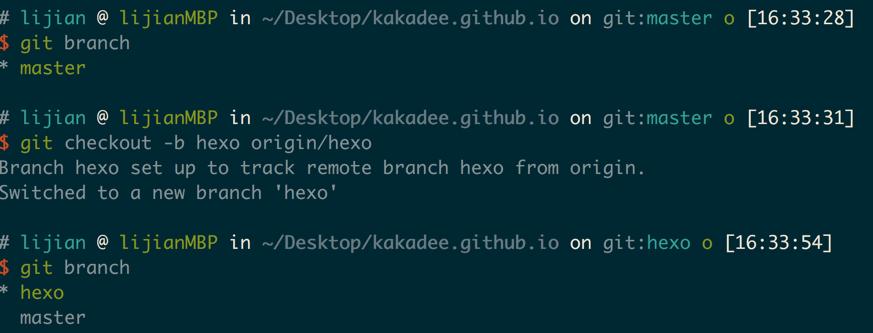 # lijian @ lijianMBP in ~/Desktop/kakadee.github.io on git:master o [16:33:28]
$ git branch
* master
# lijian @ lijianMBP in ~/Desktop/kakadee.github.io on git:master o [16:33:31]
$ git checkout -b hexo origin/hexo
Branch hexo set up to track remote branch hexo from origin.
Switched to a new branch 'hexo'
# lijian @ lijianMBP in ~/Desktop/kakadee.github.io on git:hexo o [16:33:54]
$ git branch
* hexo
master